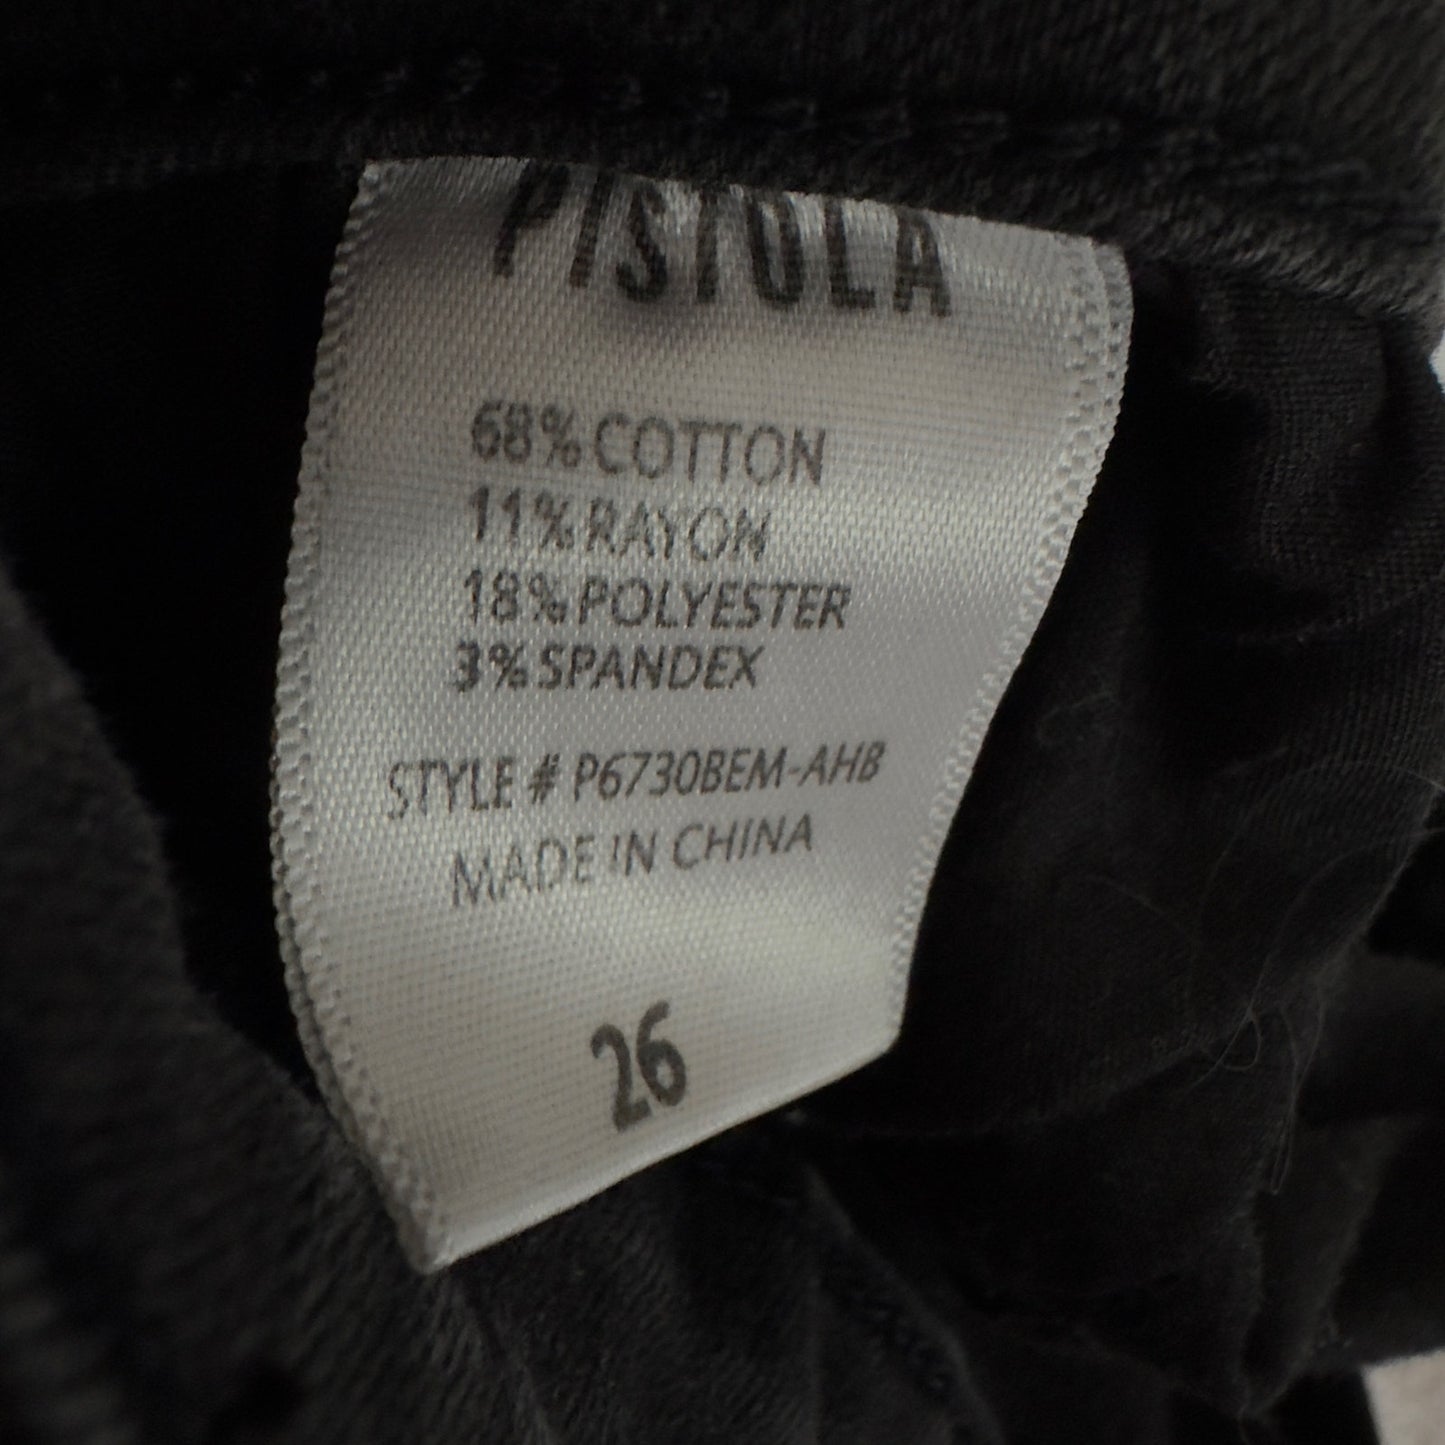 PISTOLA
68% COTTON
11% RAYON
18% POLYESTER
3% SPANDEX
STYLE # P6730BEM-AHB
MADE IN CHINA
26